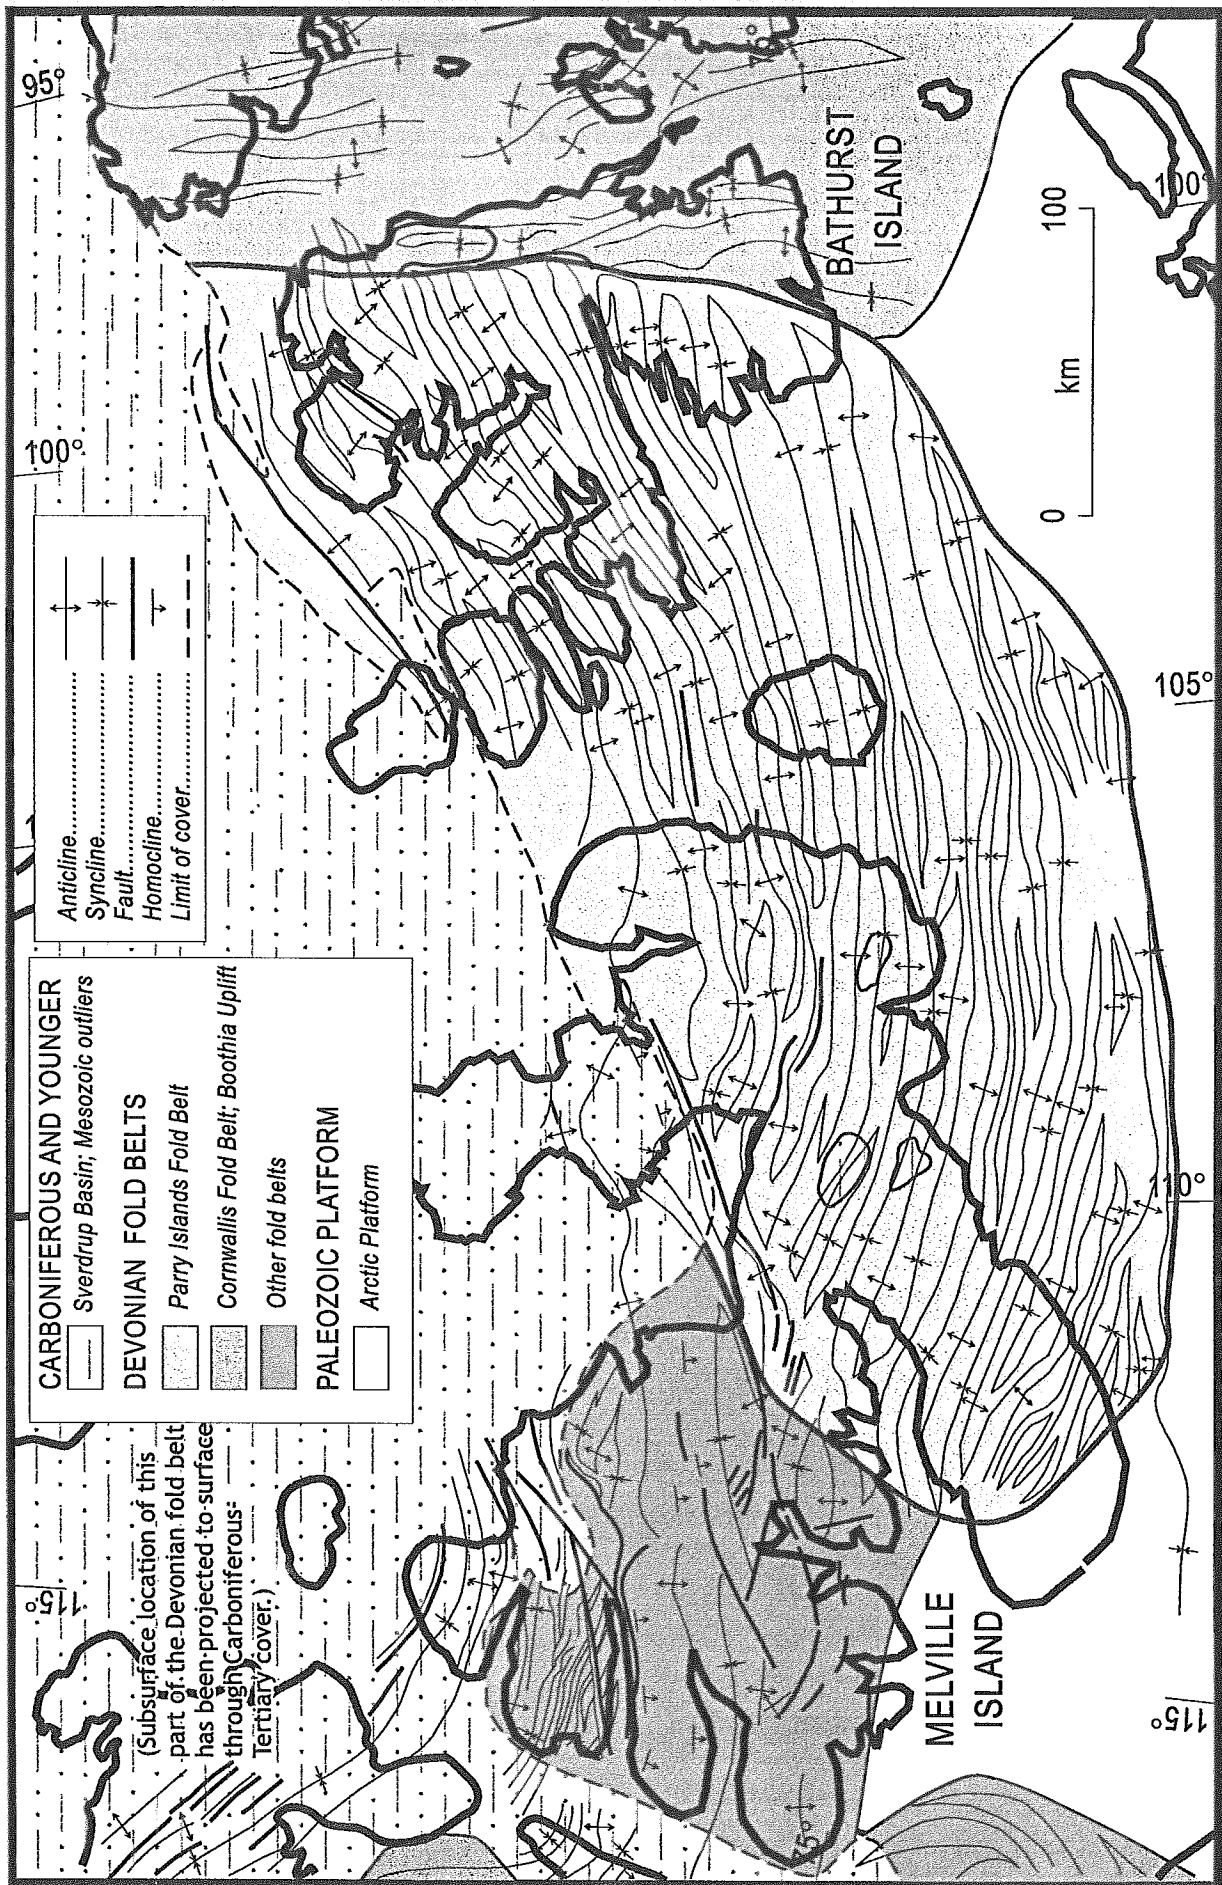 CARBONIFEROUS AND YOUNGER
Sverdrup Basin; Mesozoic outliers
DEVONIAN FOLD BELTS
Parry Islands Fold Belt
Cornwallis Fold Belt; Boothia Uplift
Other fold belts
PALEOZOIC PLATFORM
Arctic Platform
Anticline
Syncline
Fault
Homocline
Limit of cover
(Subsurface location of this
part of the Devonian fold belt
has been projected to surface
through Carboniferous-
Tertiary cover.)
115°
100°
95°
MELVILLE
ISLAND
BATHURST
ISLAND
75°
115°
110°
105°
100°
0
km
100